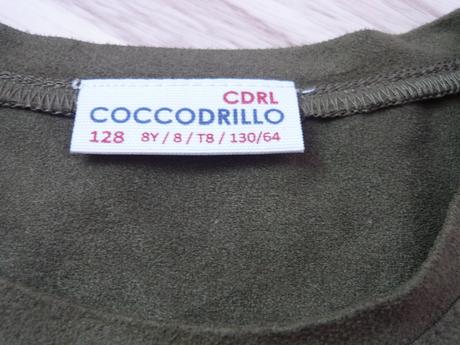 CDRL
COCCODRILLO
128 8Y / 8 / T8 / 130/64